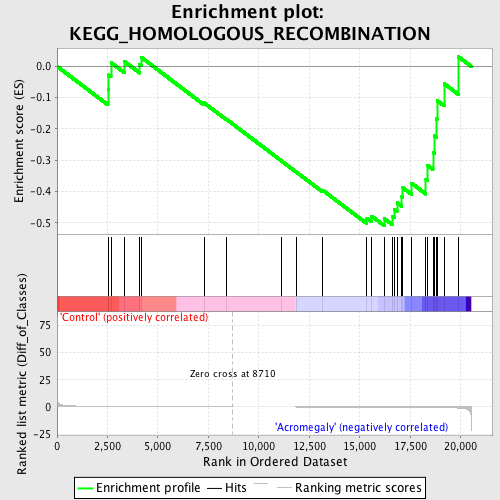 Enrichment plot:
KEGG_HOMOLOGOUS_RECOMBINATION
Enrichment score (ES)
0.0
-0.1
-0.2
-0.3
-0.4
-0.5
'Control' (positively correlated)
Ranked list metric (Diff_of_Classes)
75
50
25
0
-25
Zero cross at 8710
'Acromegaly' (negatively correlated)
0
2,500
5,000
7,500
10,000
12,500
15,000
17,500
20,000
Rank in Ordered Dataset
Enrichment profile
Hits
Ranking metric scores